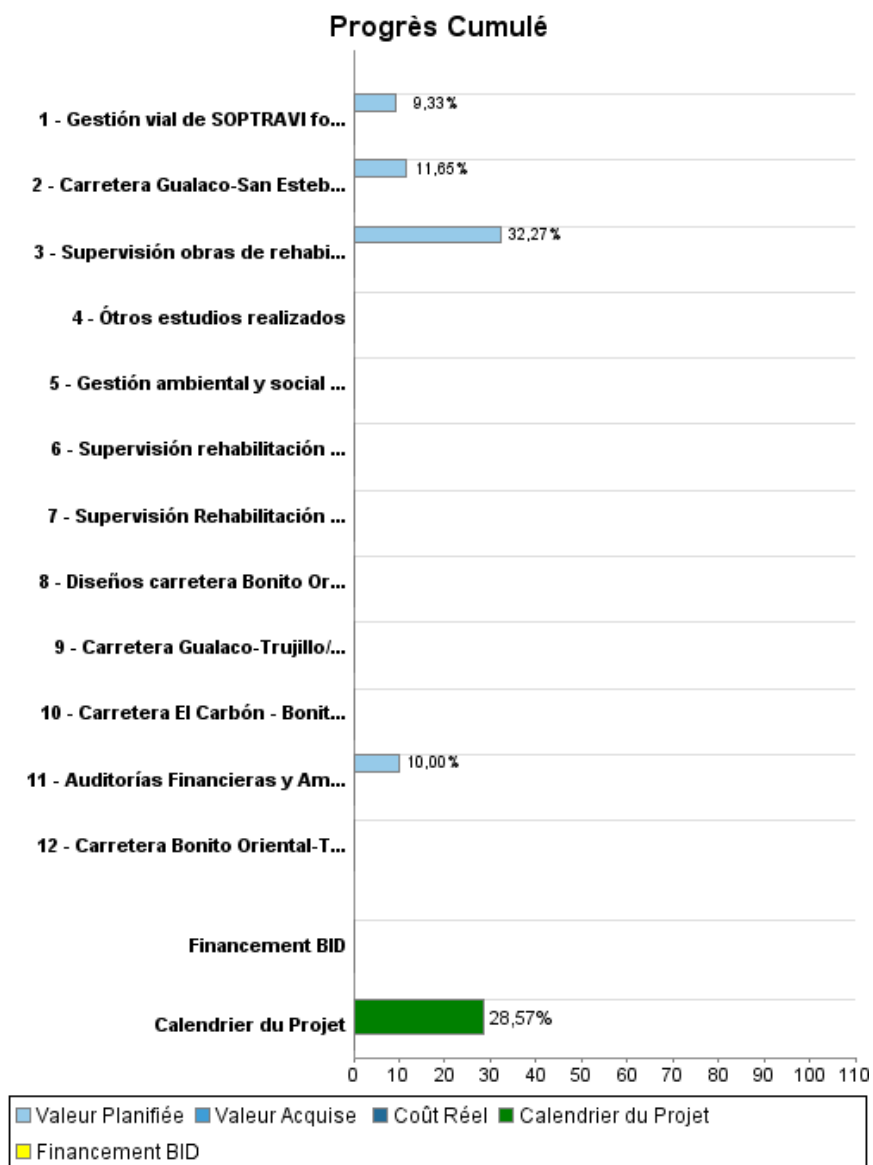 Progrès Cumulé
1 - Gestión vial de SOPTRAVI fo... 9,33%
2 - Carretera Gualaco-San Esteb... 11,65%
3 - Supervisión obras de rehabi... 32,27%
4 - Ótros estudios realizados
5 - Gestión ambiental y social ...
6 - Supervisión rehabilitación ...
7 - Supervisión Rehabilitación ...
8 - Diseños carretera Bonito Or...
9 - Carretera Gualaco-Trujillo/...
10 - Carretera El Carbón - Bonit...
11 - Auditorías Financieras y Am... 10,00%
12 - Carretera Bonito Oriental-T...
Financement BID
Calendrier du Projet 28,57%
0 10 20 30 40 50 60 70 80 90 100 110
Valeur Planifiée Valeur Acquise Coût Réel Calendrier du Projet
Financement BID